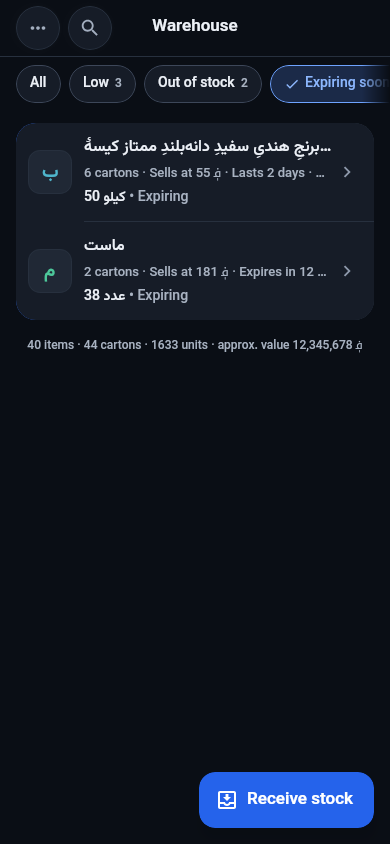 Warehouse
All
Low 3
Out of stock 2
Expiring soon
برنجِ هندیِ سفیدِ دانه‌بلندِ ممتاز کیسهٔ…
ب
6 cartons · Sells at 55 ؋ · Lasts 2 days · …
50 کیلو • Expiring
ماست
م
2 cartons · Sells at 181 ؋ · Expires in 12 …
38 عدد • Expiring
40 items · 44 cartons · 1633 units · approx. value 12,345,678 ؋
Receive stock